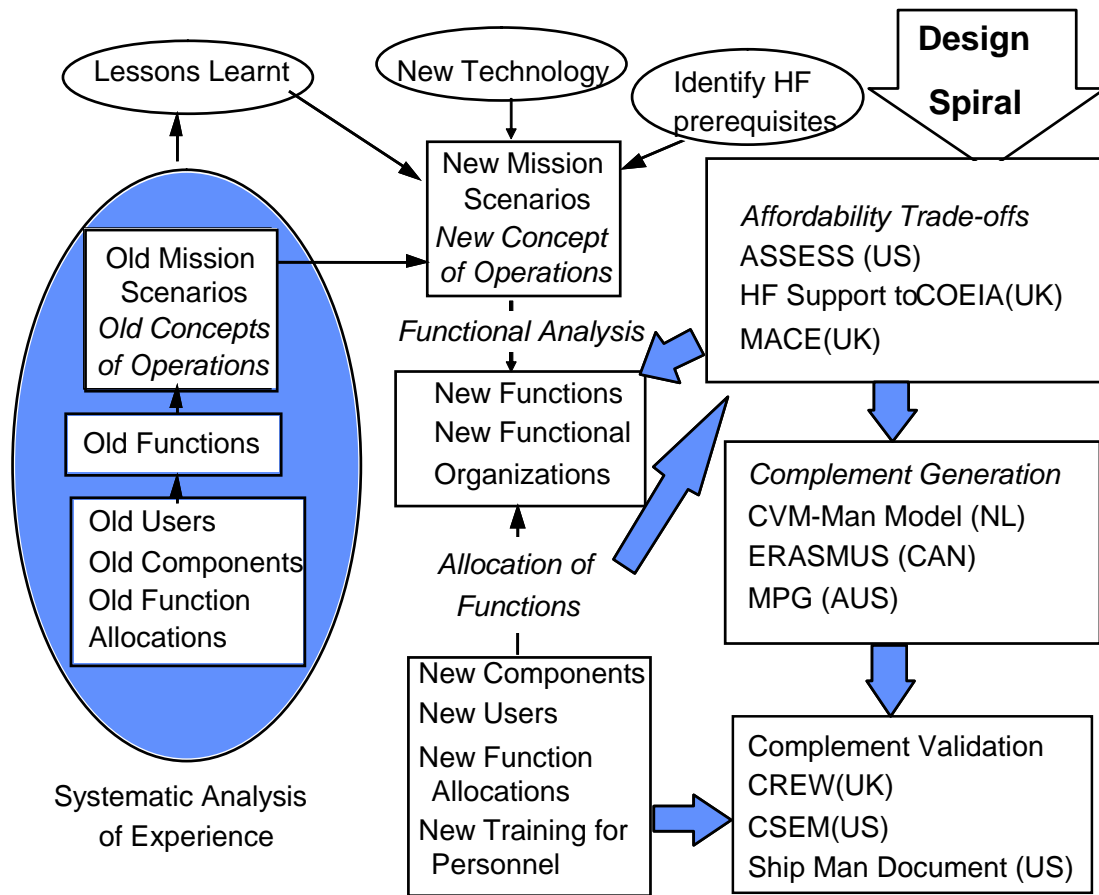 Lessons Learnt
New Technology
Identify HF
prerequisites
Design
Spiral
New Mission
Scenarios
New Concept
of Operations
Old Mission
Scenarios
Old Concepts
of Operations
Old Functions
Old Users
Old Components
Old Function
Allocations
Systematic Analysis
of Experience
Functional Analysis
New Functions
New Functional
Organizations
Allocation of
Functions
New Components
New Users
New Function
Allocations
New Training for
Personnel
Affordability Trade-offs
ASSESS (US)
HF Support toCOEIA(UK)
MACE(UK)
Complement Generation
CVM-Man Model (NL)
ERASMUS (CAN)
MPG (AUS)
Complement Validation
CREW(UK)
CSEM(US)
Ship Man Document (US)